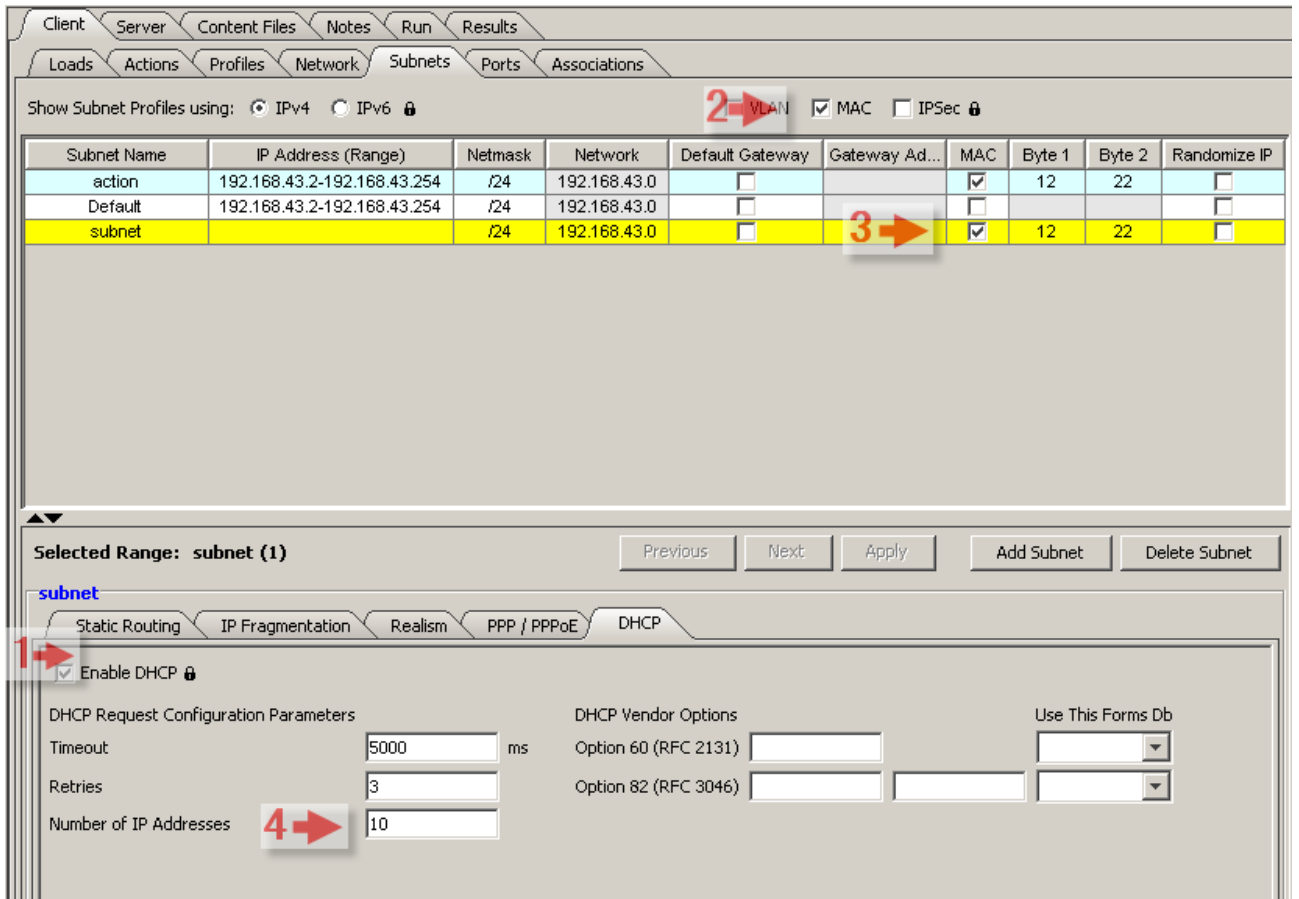 Client Server Content Files Notes Run Results
Loads Actions Profiles Network Subnets Ports Associations
Show Subnet Profiles using: IPv4 IPv6 2 VLAN MAC IPSec
Subnet Name IP Address (Range) Netmask Network Default Gateway Gateway Ad... MAC Byte 1 Byte 2 Randomize IP
action 192.168.43.2-192.168.43.254 /24 192.168.43.0 12 22
Default 192.168.43.2-192.168.43.254 /24 192.168.43.0
subnet /24 192.168.43.0 3 12 22
Selected Range: subnet (1) Previous Next Apply Add Subnet Delete Subnet
subnet
Static Routing IP Fragmentation Realism PPP / PPPoE DHCP
1 Enable DHCP
DHCP Request Configuration Parameters DHCP Vendor Options Use This Forms Db
Timeout 5000 ms Option 60 (RFC 2131)
Retries 3 Option 82 (RFC 3046)
Number of IP Addresses 4 10